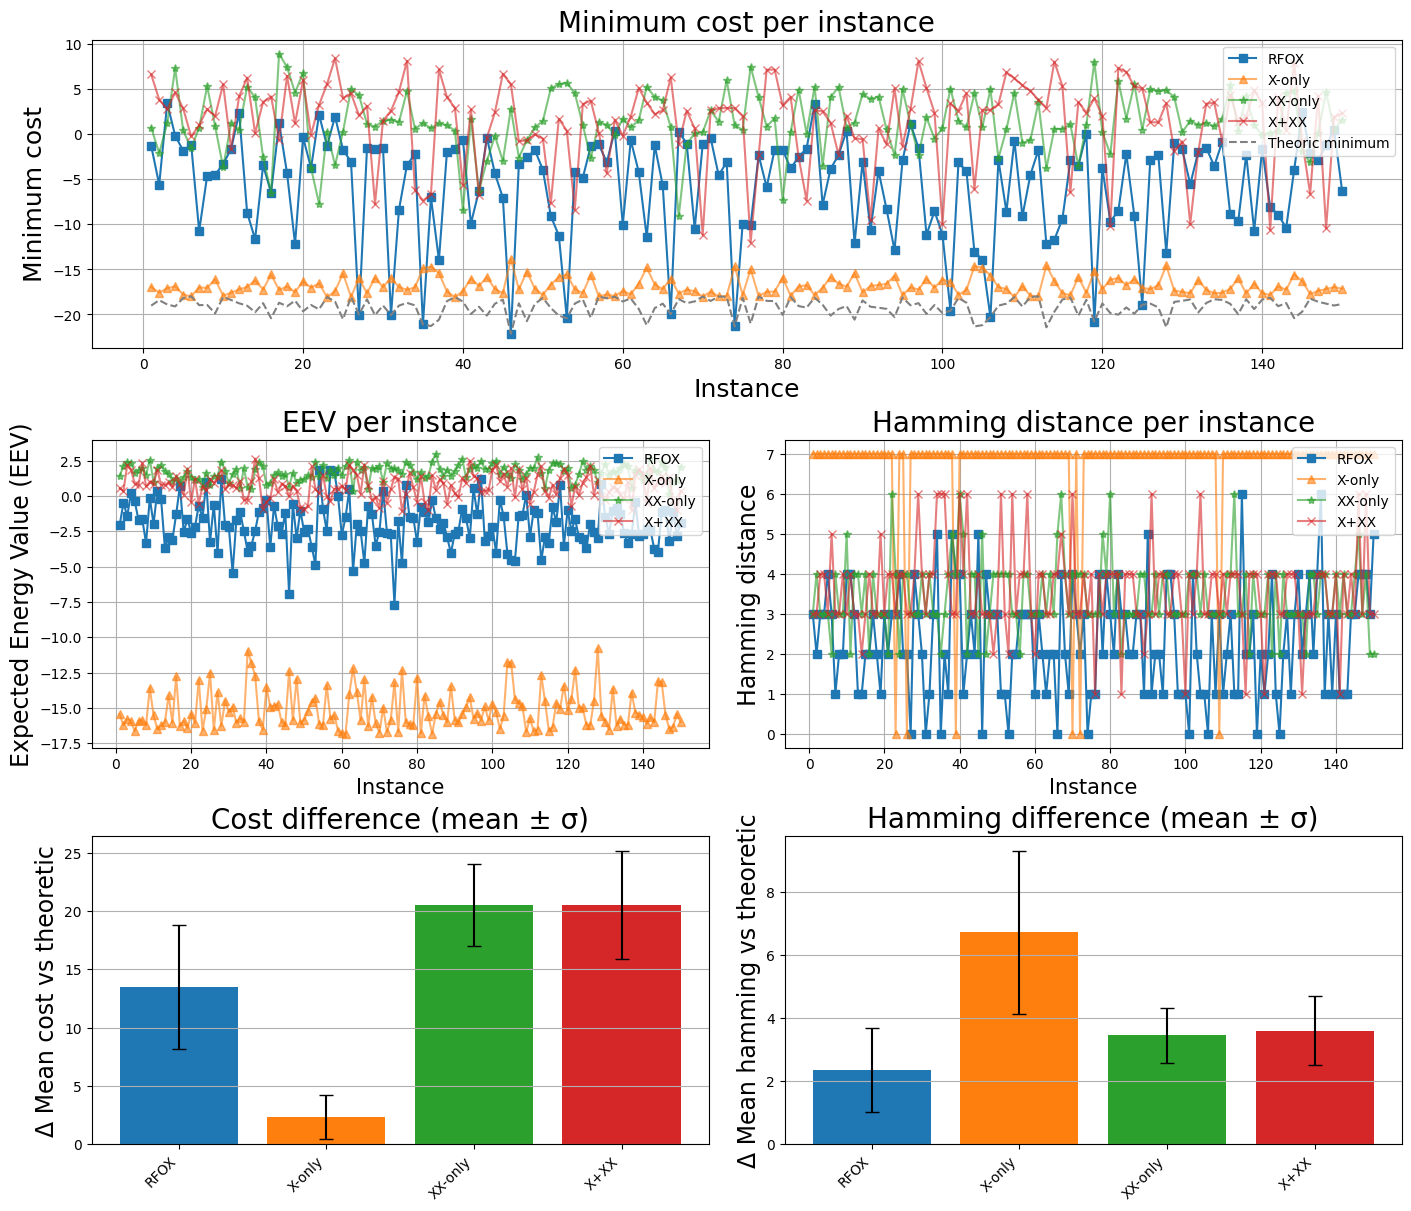 Minimum cost per instance
Minimum cost
10
5
0
−5
−10
−15
−20
RFOX
X-only
XX-only
X+XX
Theoric minimum
0 20 40 60 80 100 120 140
Instance
EEV per instance
Expected Energy Value (EEV)
2.5
0.0
−2.5
−5.0
−7.5
−10.0
−12.5
−15.0
−17.5
RFOX
X-only
XX-only
X+XX
0 20 40 60 80 100 120 140
Instance
Hamming distance per instance
Hamming distance
7
6
5
4
3
2
1
0
RFOX
X-only
XX-only
X+XX
0 20 40 60 80 100 120 140
Instance
Cost difference (mean ± σ)
Δ Mean cost vs theoretic
25
20
15
10
5
0
RFOX X-only XX-only X+XX
Hamming difference (mean ± σ)
Δ Mean hamming vs theoretic
8
6
4
2
0
RFOX X-only XX-only X+XX